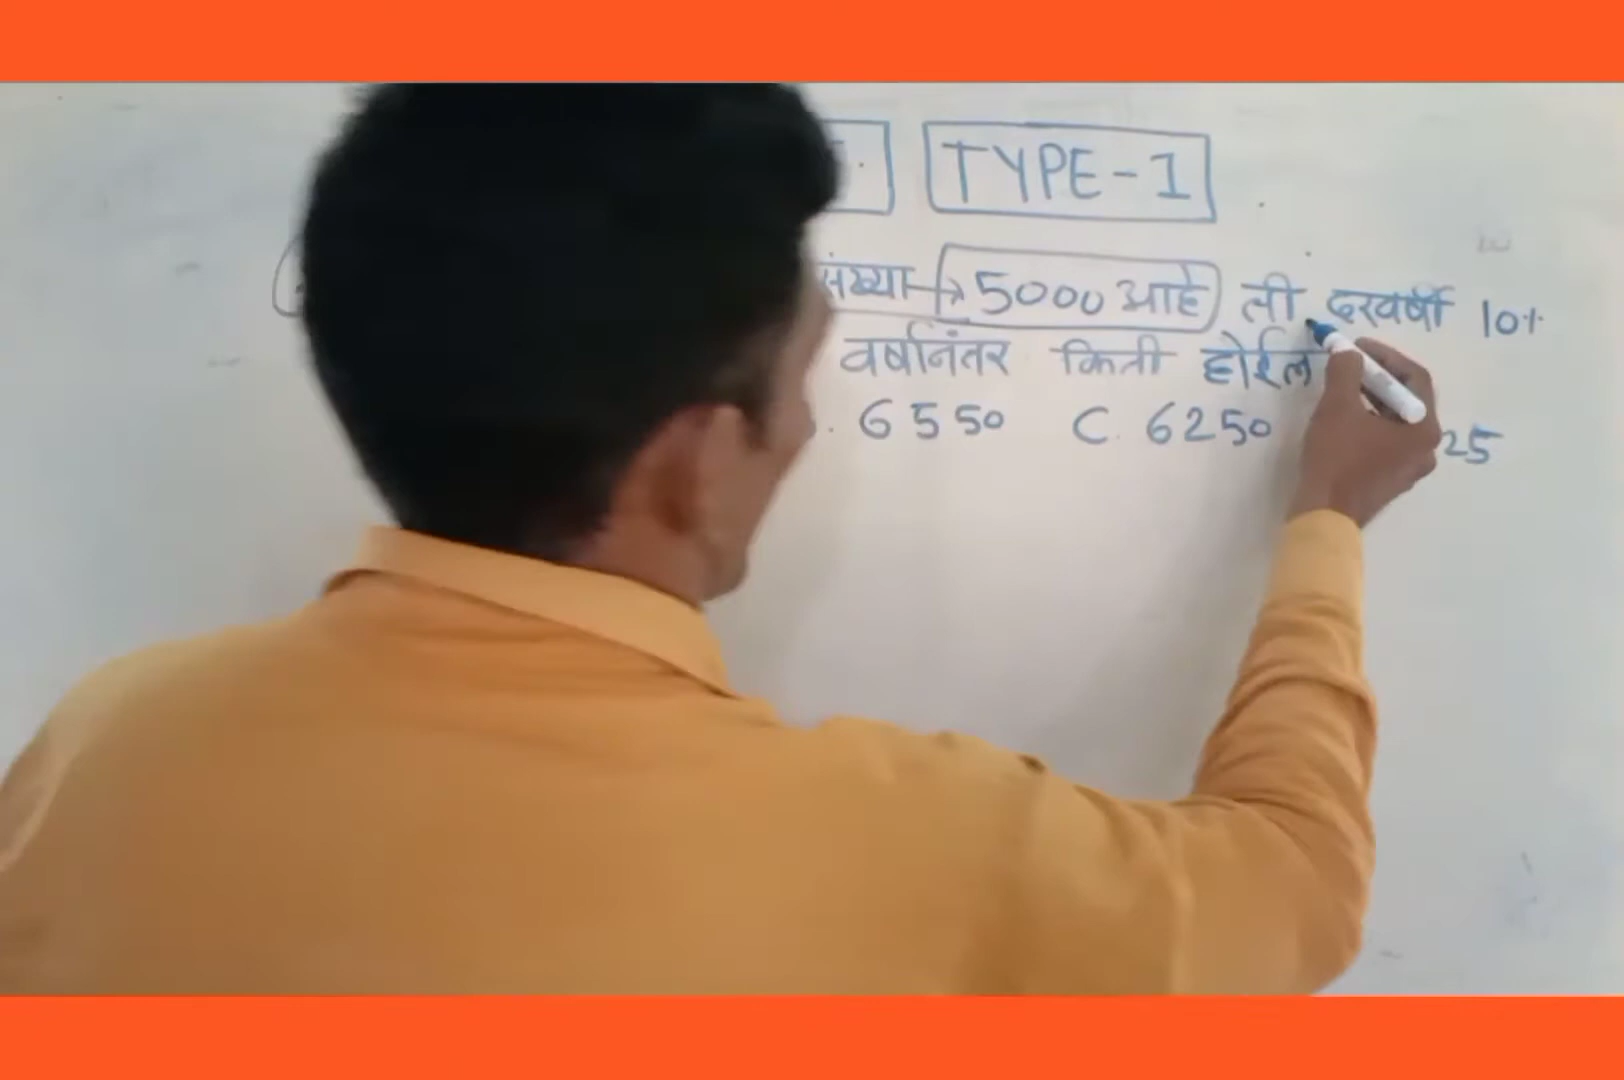 TYPE-1
संख्या 5000 आहे ती दरवर्षी 10%
वर्षानंतर किती होईल
6550 C. 6250 25